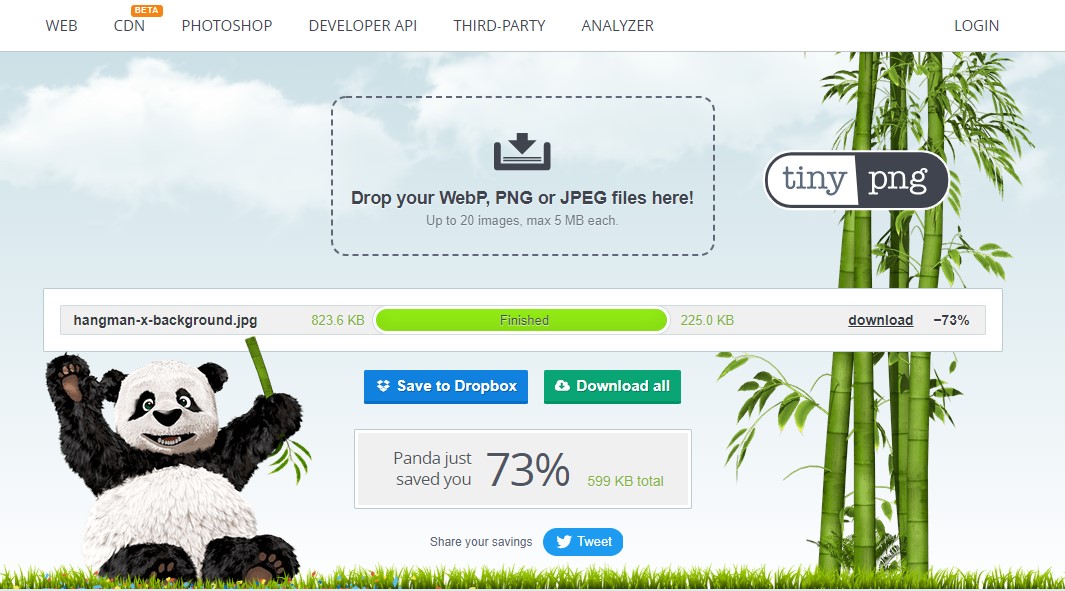 BETA
WEB CDN PHOTOSHOP DEVELOPER API THIRD-PARTY ANALYZER LOGIN
Drop your WebP, PNG or JPEG files here!
Up to 20 images, max 5 MB each.
tiny png
hangman-x-background.jpg 823.6 KB Finished 225.0 KB download −73%
Save to Dropbox Download all
Panda just
saved you 73% 599 KB total
Share your savings Tweet